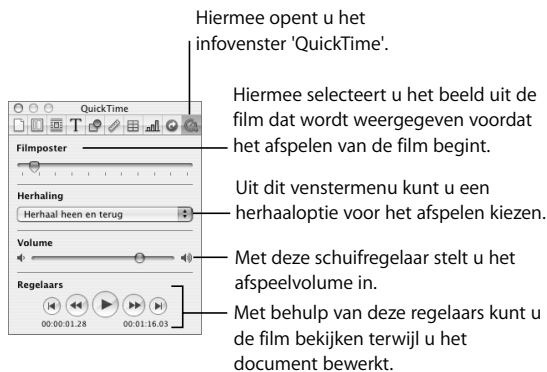 Hiermee opent u het
infovenster 'QuickTime'.
QuickTime
T
Hiermee selecteert u het beeld uit de
film dat wordt weergegeven voordat
het afspelen van de film begint.
Filmposter
Uit dit venstermenu kunt u een
herhaaloptie voor het afspelen kiezen.
Herhaling
Herhaal heen en terug
Volume
Met deze schuifregelaar stelt u het
afspeelvolume in.
Regelaars
00:00:01.28 00:01:16.03
Met behulp van deze regelaars kunt u
de film bekijken terwijl u het
document bewerkt.